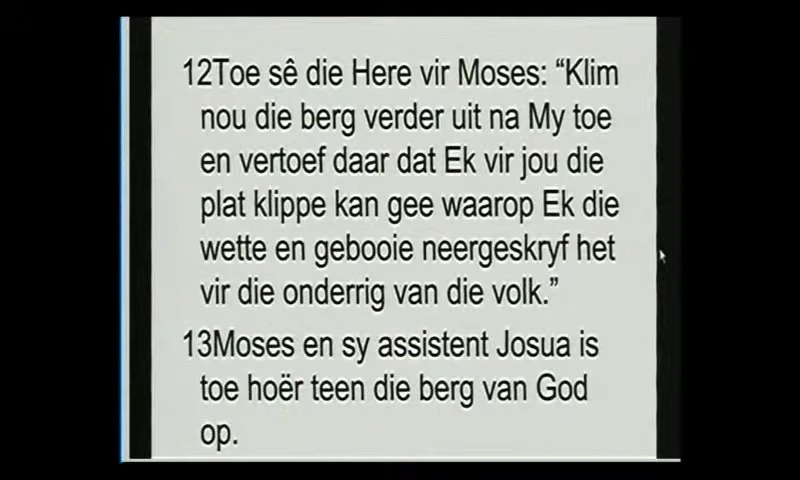 12Toe sê die Here vir Moses: “Klim
nou die berg verder uit na My toe
en vertoef daar dat Ek vir jou die
plat klippe kan gee waarop Ek die
wette en gebooie neergeskryf het
vir die onderrig van die volk.”
13Moses en sy assistent Josua is
toe hoër teen die berg van God
op.